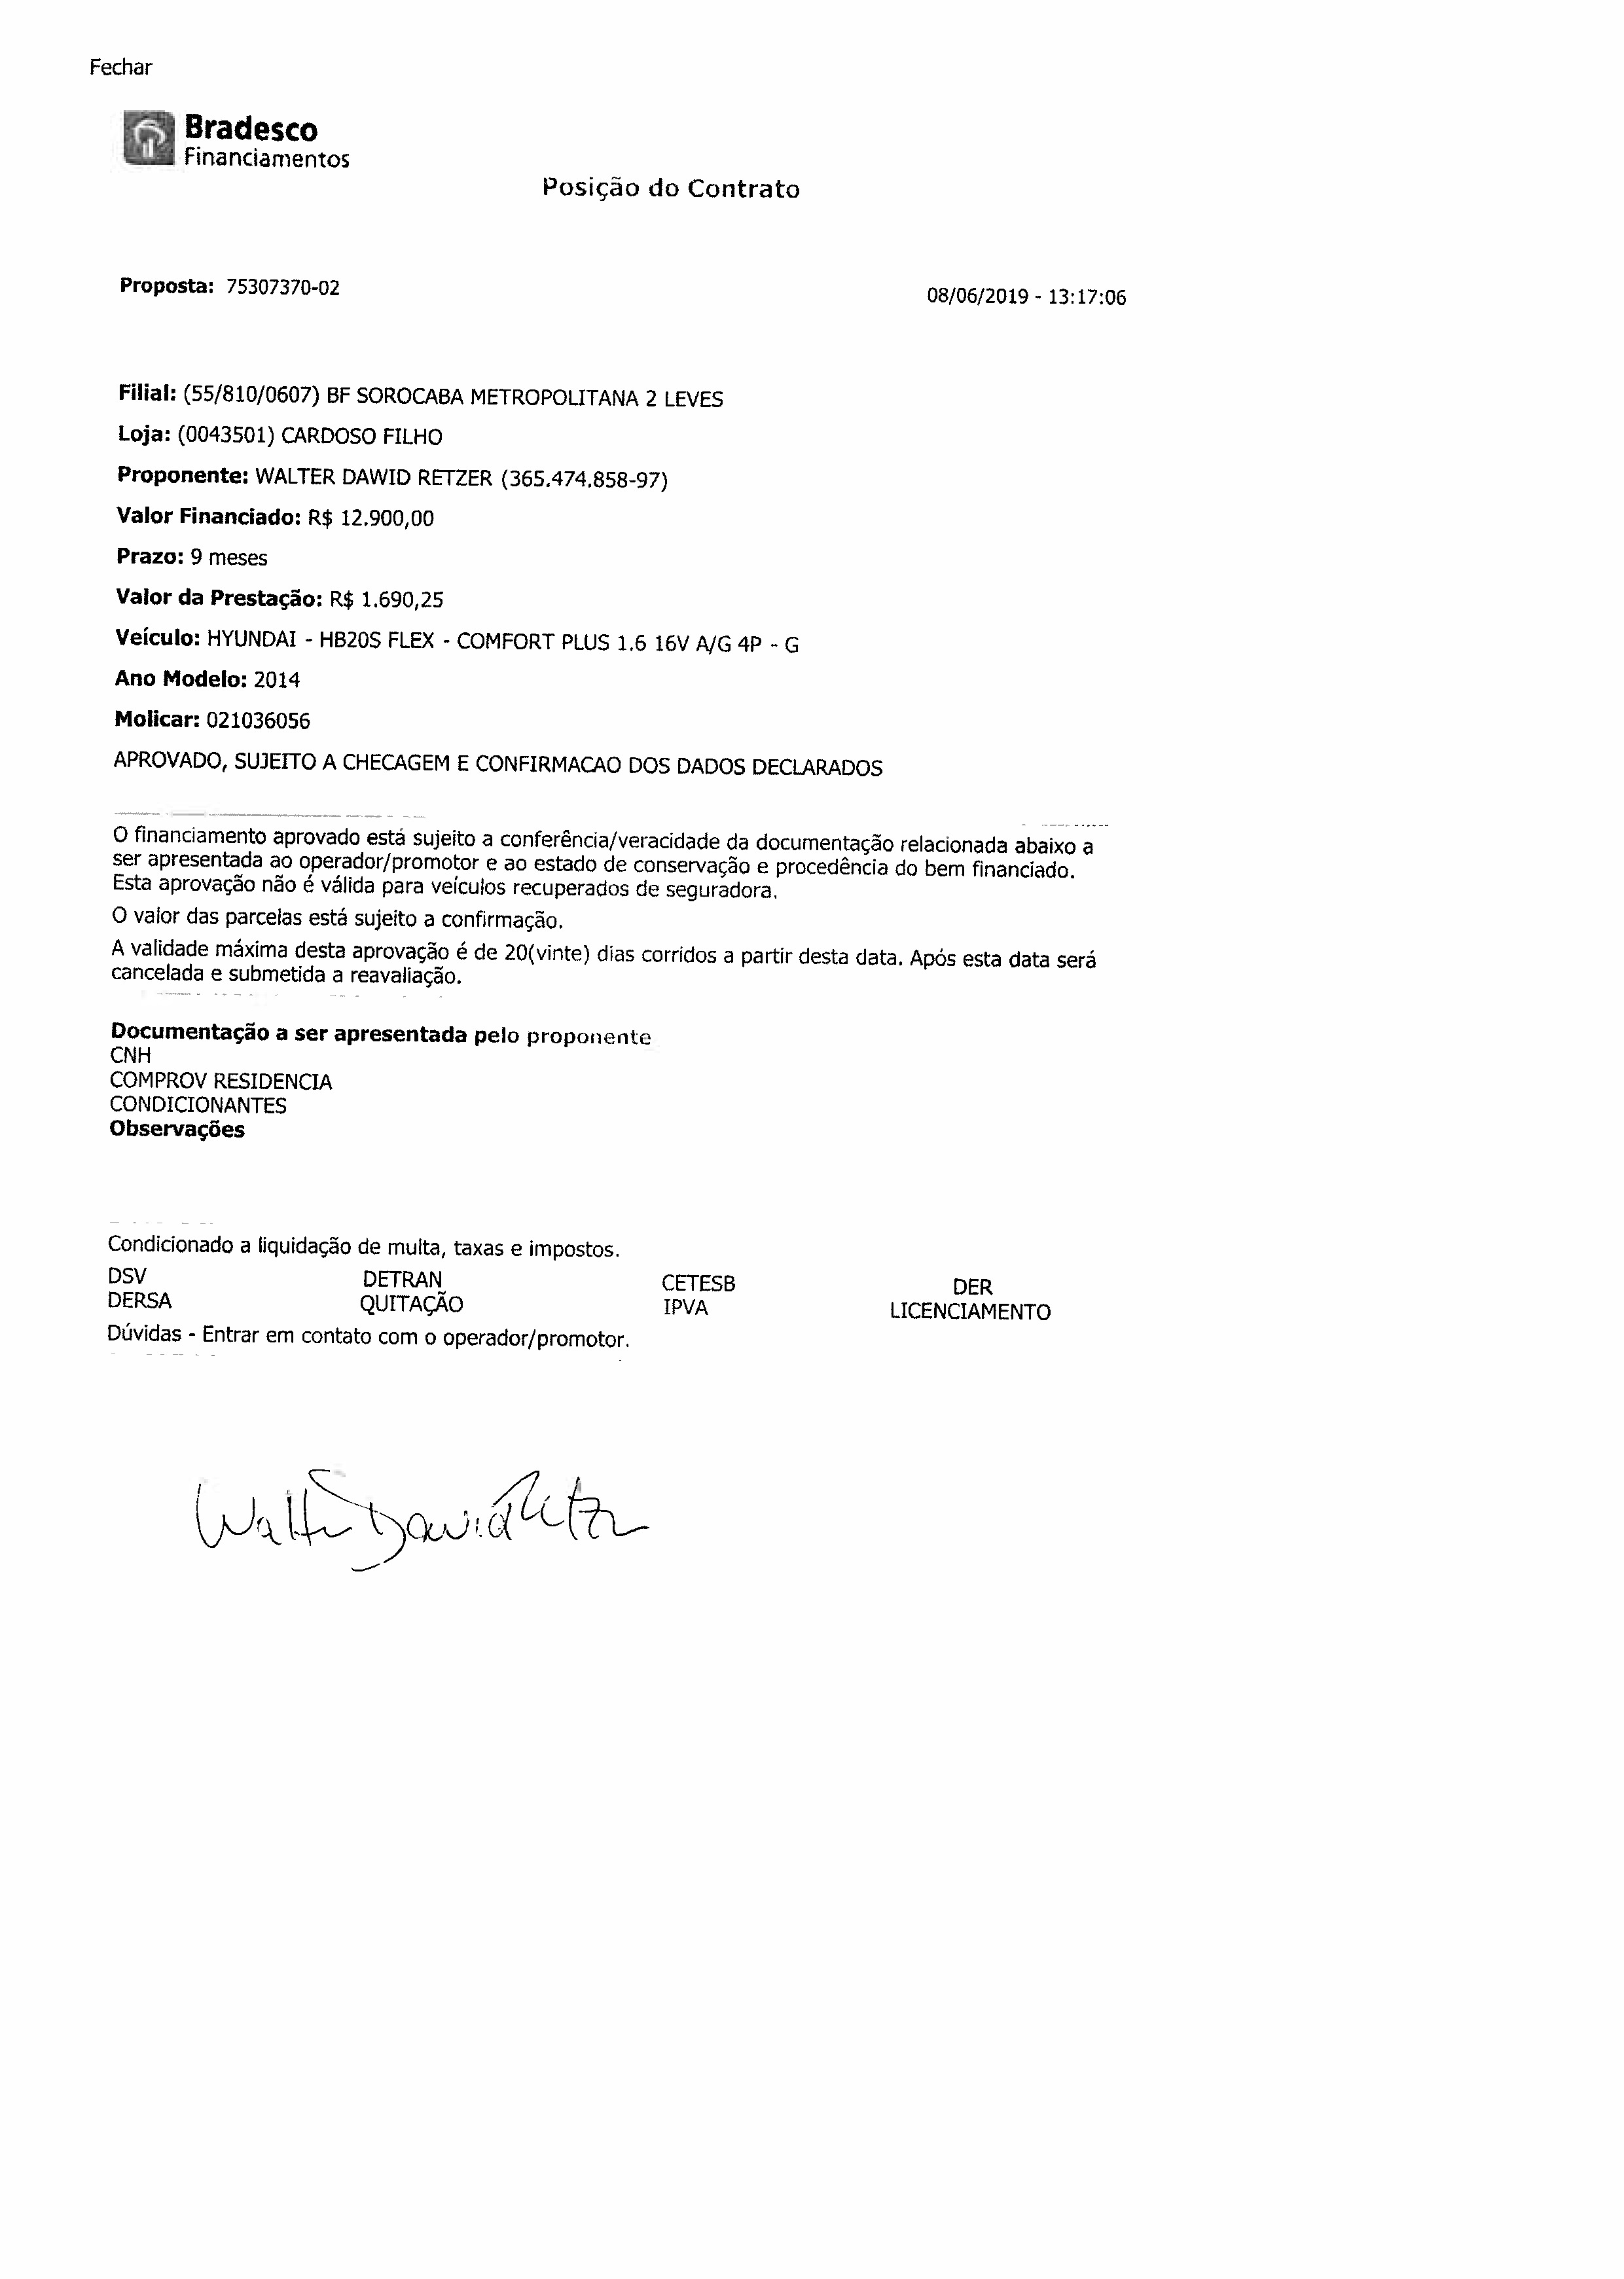 Fechar
Bradesco
Financiamentos
Posição do Contrato
Proposta: 75307370-02
08/06/2019 - 13:17:06
Filial: (55/810/0607) BF SOROCABA METROPOLITANA 2 LEVES
Loja: (0043501) CARDOSO FILHO
Proponente: WALTER DAWID RETZER (365.474.858-97)
Valor Financiado: R$ 12.900,00
Prazo: 9 meses
Valor da Prestação: R$ 1.690,25
Veículo: HYUNDAI - HB20S FLEX - COMFORT PLUS 1.6 16V A/G 4P - G
Ano Modelo: 2014
Molicar: 021036056
APROVADO, SUJEITO A CHECAGEM E CONFIRMACAO DOS DADOS DECLARADOS
O financiamento aprovado está sujeito a conferência/veracidade da documentação relacionada abaixo a
ser apresentada ao operador/promotor e ao estado de conservação e procedência do bem financiado.
Esta aprovação não é válida para veículos recuperados de seguradora.
O valor das parcelas está sujeito a confirmação.
A validade máxima desta aprovação é de 20(vinte) dias corridos a partir desta data. Após esta data será
cancelada e submetida a reavaliação.
Documentação a ser apresentada pelo proponente
CNH
COMPROV RESIDENCIA
CONDICIONANTES
Observações
Condicionado a liquidação de multa, taxas e impostos.
DSV DETRAN CETESB DER
DERSA QUITAÇÃO IPVA LICENCIAMENTO
Dúvidas - Entrar em contato com o operador/promotor.
Walter Dawid Retzer